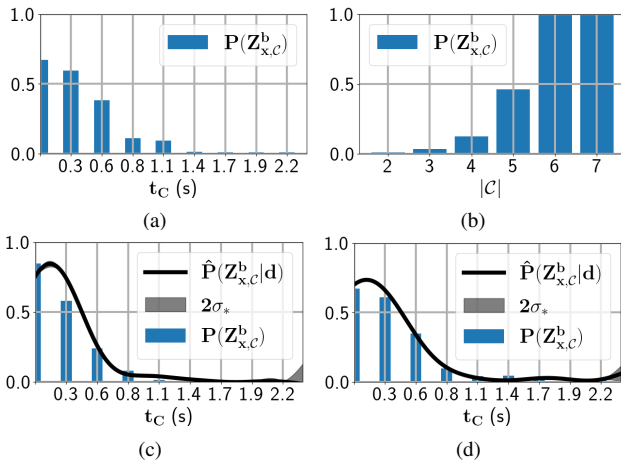 1.0
0.5
0.0
P(Z^b_{x,C})
0.3 0.6 0.8 1.1 1.4 1.7 1.9 2.2
t_C (s)
(a)
1.0
0.5
0.0
P(Z^b_{x,C})
2 3 4 5 6 7
|C|
(b)
1.0
0.5
0.0
P̂(Z^b_{x,C}|d)
2σ_*
P(Z^b_{x,C})
0.3 0.6 0.8 1.1 1.4 1.7 1.9 2.2
t_C (s)
(c)
1.0
0.5
0.0
P̂(Z^b_{x,C}|d)
2σ_*
P(Z^b_{x,C})
0.3 0.6 0.8 1.1 1.4 1.7 1.9 2.2
t_C (s)
(d)